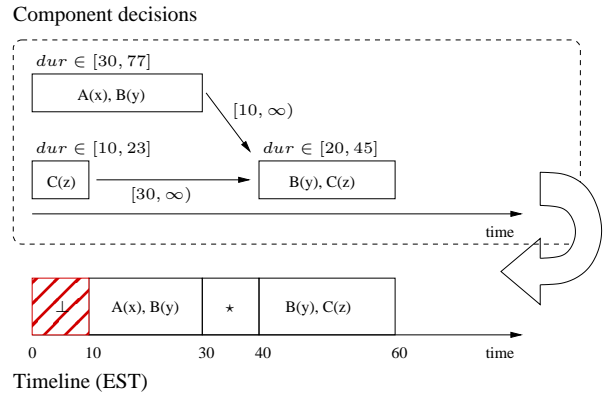 Component decisions
dur ∈ [30, 77]
A(x), B(y)
[10, ∞)
dur ∈ [10, 23]
dur ∈ [20, 45]
C(z)
[30, ∞)
B(y), C(z)
time
⊥
A(x), B(y)
⋆
B(y), C(z)
0 10 30 40 60 time
Timeline (EST)